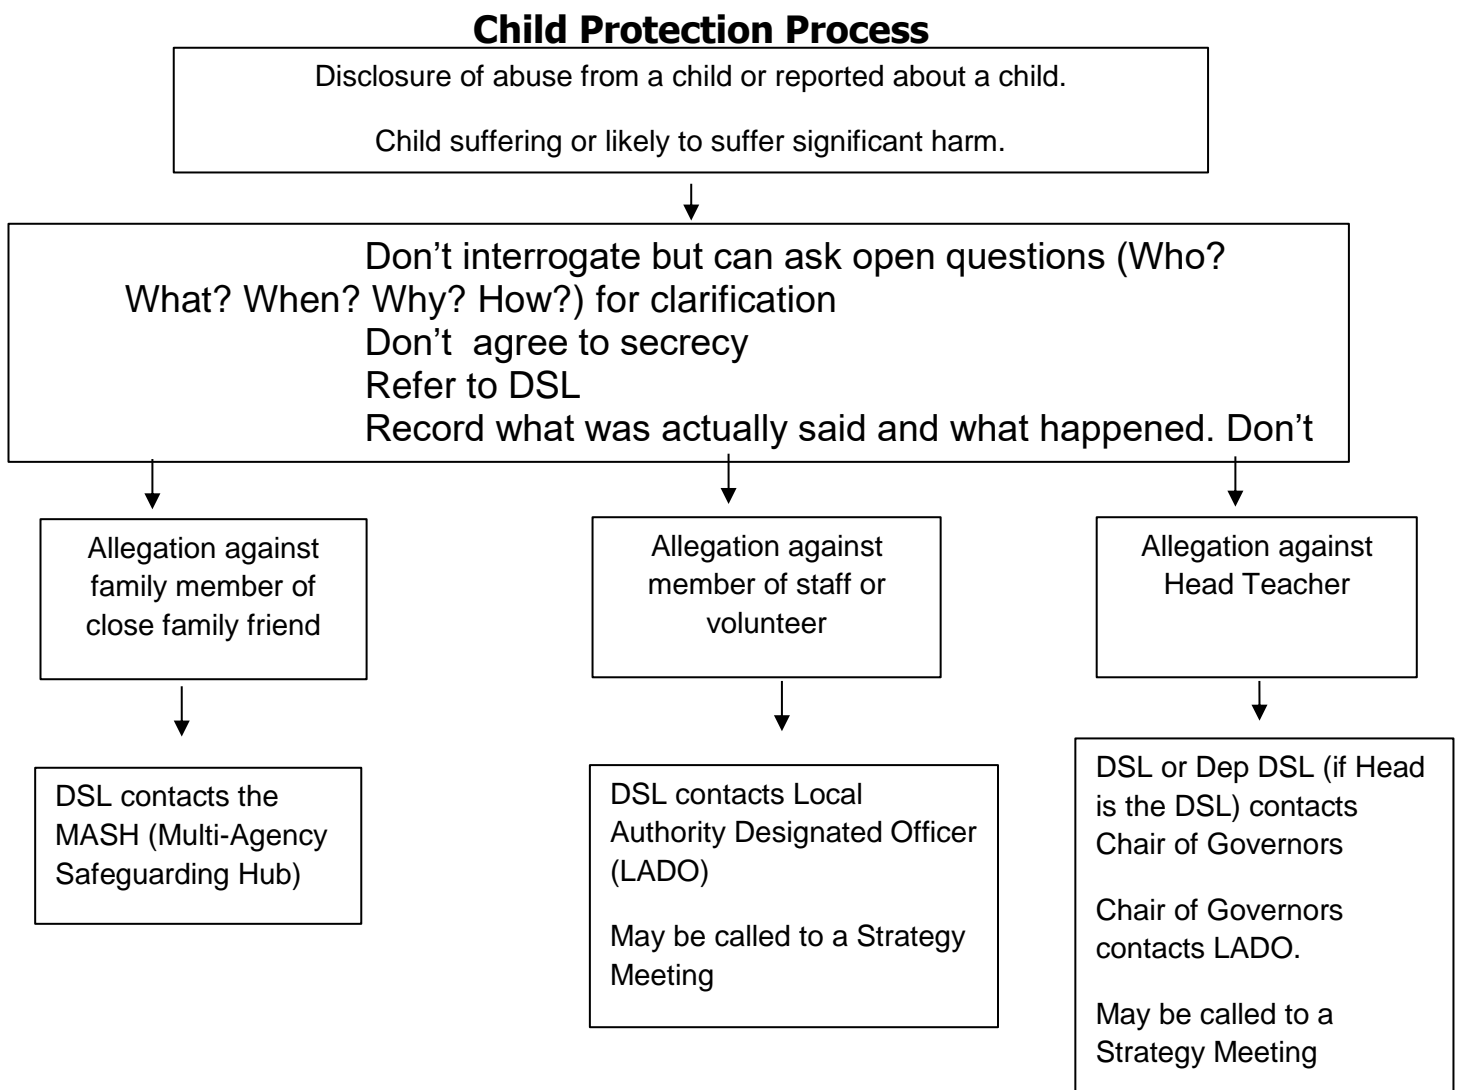 Child Protection Process
Disclosure of abuse from a child or reported about a child.
Child suffering or likely to suffer significant harm.
Don’t interrogate but can ask open questions (Who?
What? When? Why? How?) for clarification
Don’t  agree to secrecy
Refer to DSL
Record what was actually said and what happened. Don’t
Allegation against
family member of
close family friend
Allegation against
member of staff or
volunteer
Allegation against
Head Teacher
DSL contacts the
MASH (Multi-Agency
Safeguarding Hub)
DSL contacts Local
Authority Designated Officer
(LADO)
May be called to a Strategy
Meeting
DSL or Dep DSL (if Head
is the DSL) contacts
Chair of Governors
Chair of Governors
contacts LADO.
May be called to a
Strategy Meeting